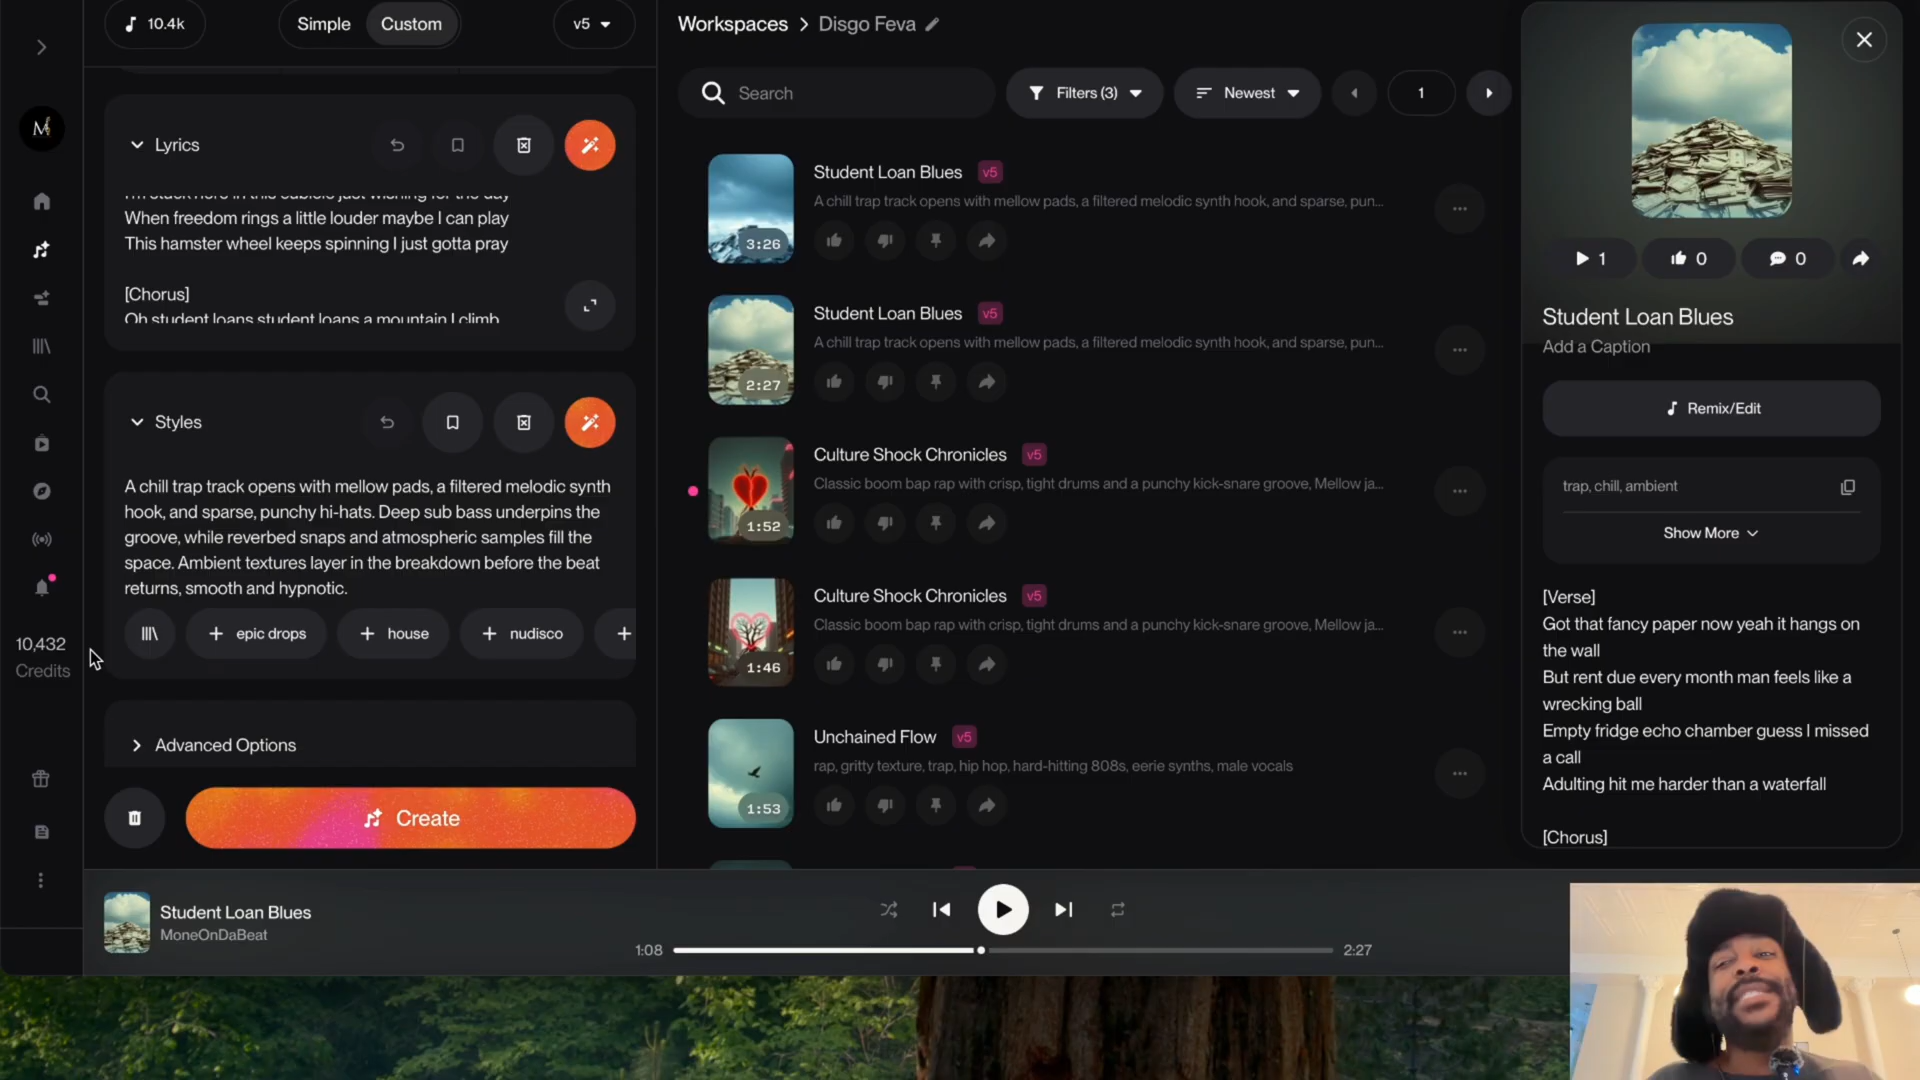 10.4k
Simple
Custom
v5
Lyrics
When freedom rings a little louder maybe I can play
This hamster wheel keeps spinning I just gotta pray
[Chorus]
Oh student loans student loans a mountain I climb
Styles
A chill trap track opens with mellow pads, a filtered melodic synth
hook, and sparse, punchy hi-hats. Deep sub bass underpins the
groove, while reverbed snaps and atmospheric samples fill the
space. Ambient textures layer in the breakdown before the beat
returns, smooth and hypnotic.
epic drops
house
nudisco
10,432
Credits
Advanced Options
Create
Workspaces > Disgo Feva
Search
Filters (3)
Newest
1
Student Loan Blues v5
A chill trap track opens with mellow pads, a filtered melodic synth hook, and sparse, pun...
3:26
Student Loan Blues v5
A chill trap track opens with mellow pads, a filtered melodic synth hook, and sparse, pun...
2:27
Culture Shock Chronicles v5
Classic boom bap rap with crisp, tight drums and a punchy kick-snare groove, Mellow ja...
1:52
Culture Shock Chronicles v5
Classic boom bap rap with crisp, tight drums and a punchy kick-snare groove, Mellow ja...
1:46
Unchained Flow v5
rap, gritty texture, trap, hip hop, hard-hitting 808s, eerie synths, male vocals
1:53
1
0
0
Student Loan Blues
Add a Caption
Remix/Edit
trap, chill, ambient
Show More
[Verse]
Got that fancy paper now yeah it hangs on
the wall
But rent due every month man feels like a
wrecking ball
Empty fridge echo chamber guess I missed
a call
Adulting hit me harder than a waterfall
[Chorus]
Student Loan Blues
MoneOnDaBeat
1:08
2:27